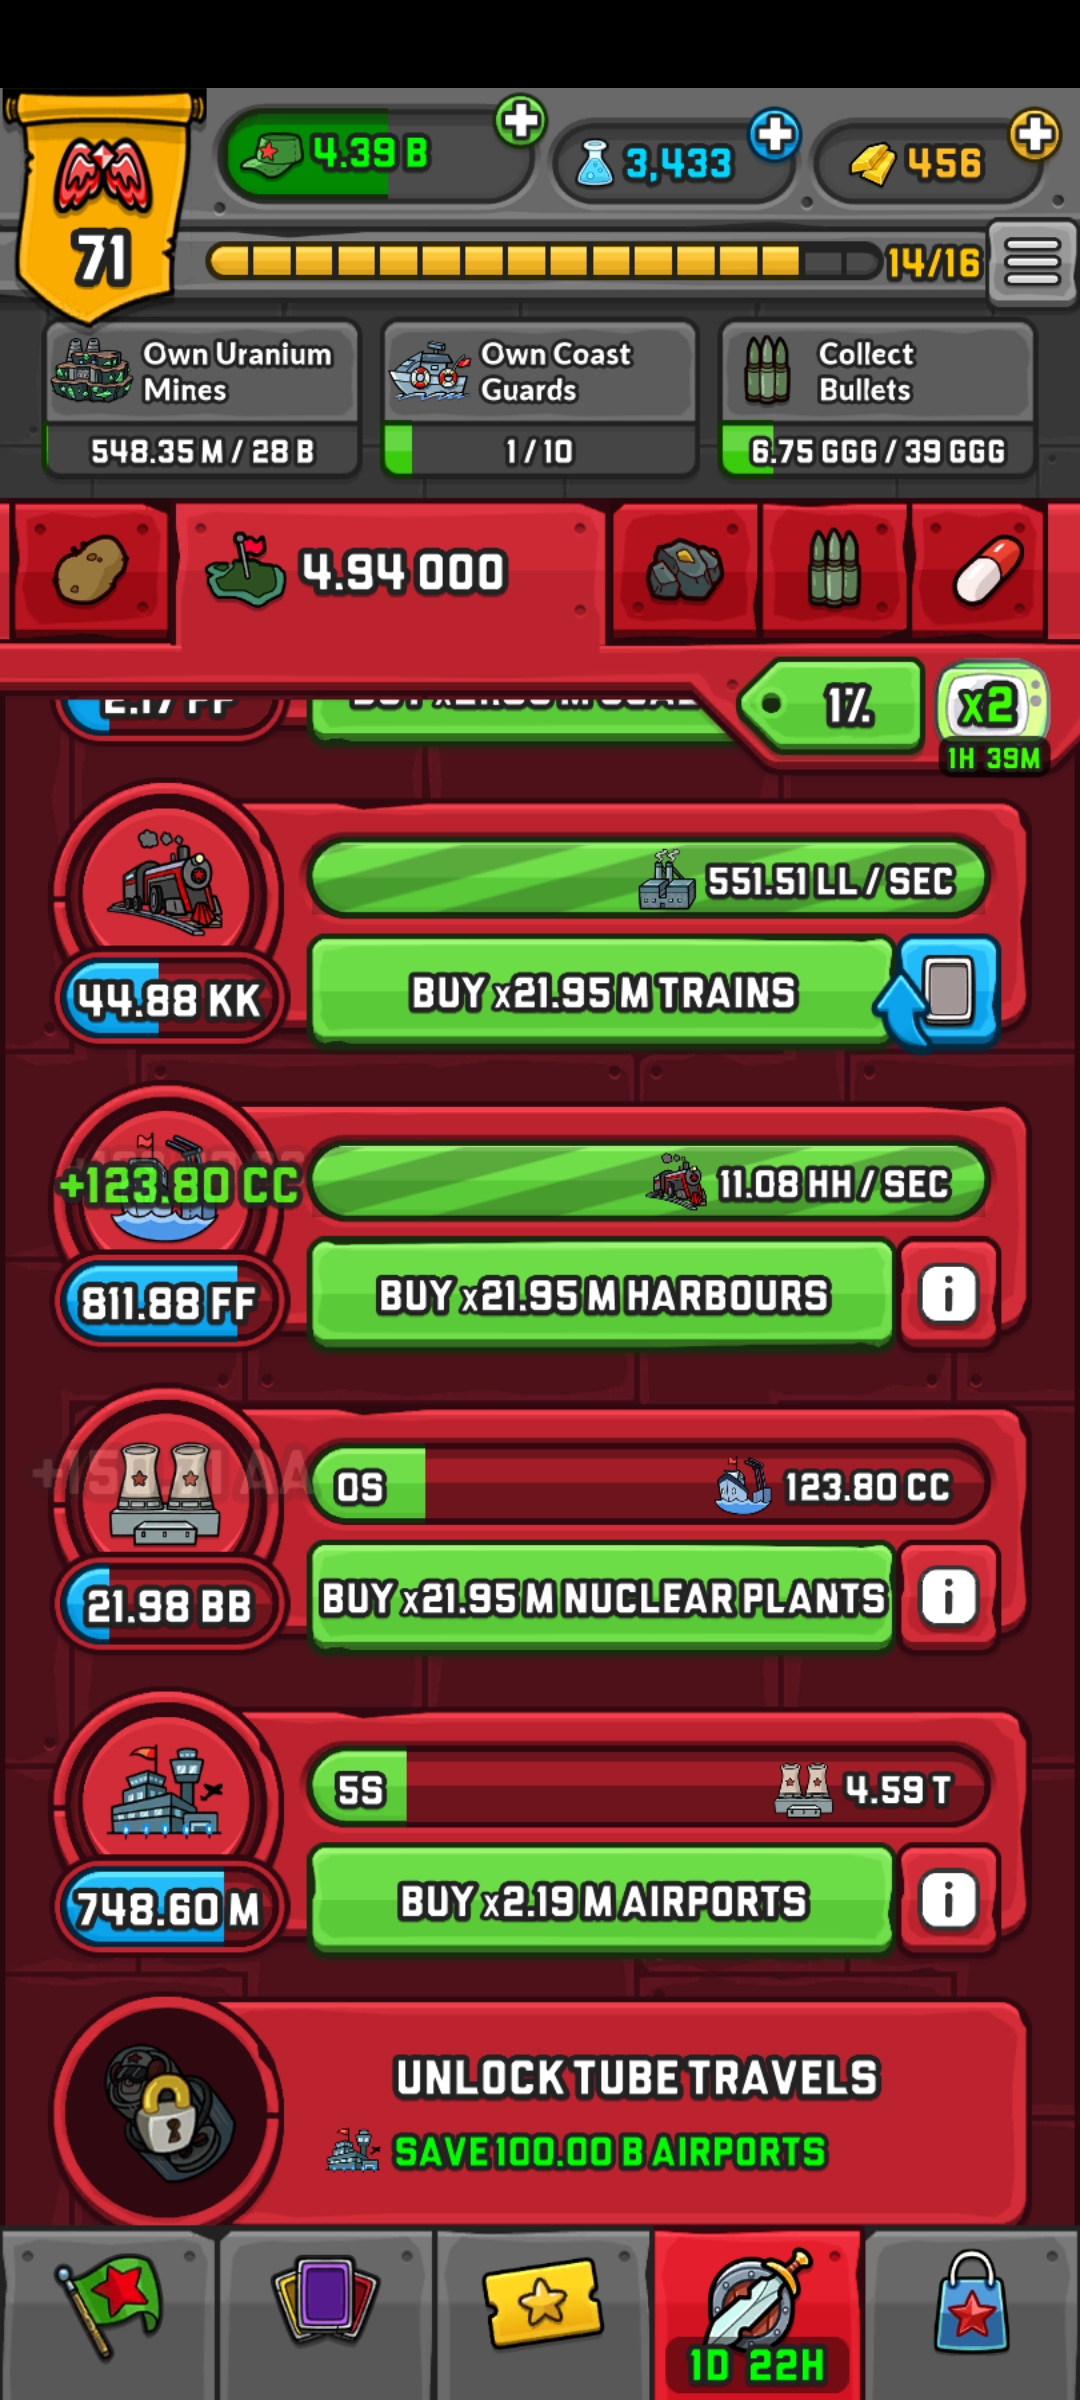 4.39 B
3,433
456
71
14/16
Own Uranium
Mines
548.35 M / 28 B
Own Coast
Guards
1 / 10
Collect
Bullets
6.75 GGG / 39 GGG
4.94 OOO
1%
x2
1H 39M
551.51 LL / SEC
44.88 KK
BUY x21.95 M TRAINS
+123.80 CC
11.08 HH / SEC
811.88 FF
BUY x21.95 M HARBOURS
0S
123.80 CC
21.98 BB
BUY x21.95 M NUCLEAR PLANTS
5S
4.59 T
748.60 M
BUY x2.19 M AIRPORTS
UNLOCK TUBE TRAVELS
SAVE 100.00 B AIRPORTS
1D 22H